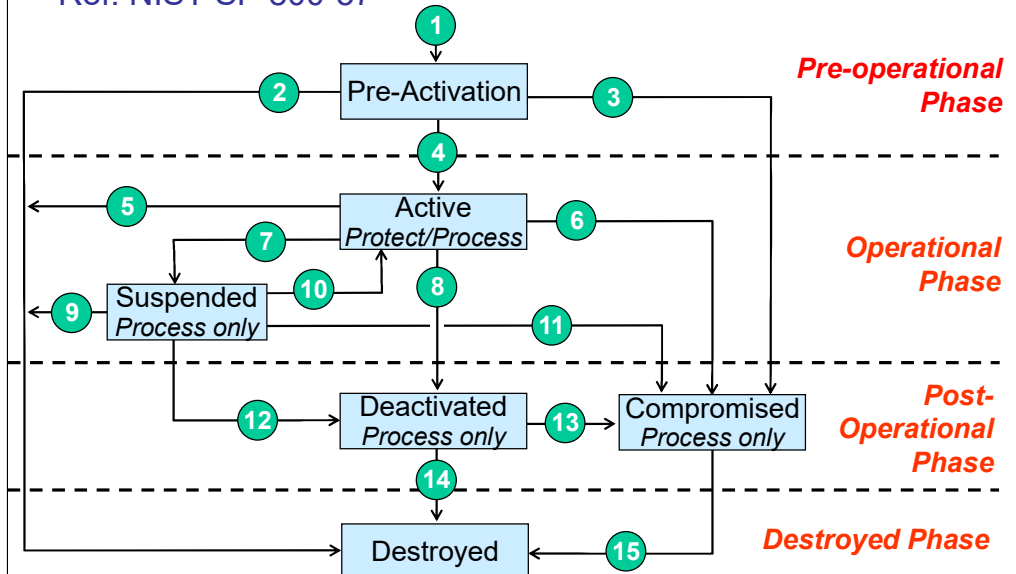 1
2
Pre-Activation
3
Pre-operational
Phase
4
5
Active
Protect/Process
6
7
10
8
Operational
Phase
9
Suspended
Process only
11
12
Deactivated
Process only
13
Compromised
Process only
Post-
Operational
Phase
14
Destroyed
15
Destroyed Phase